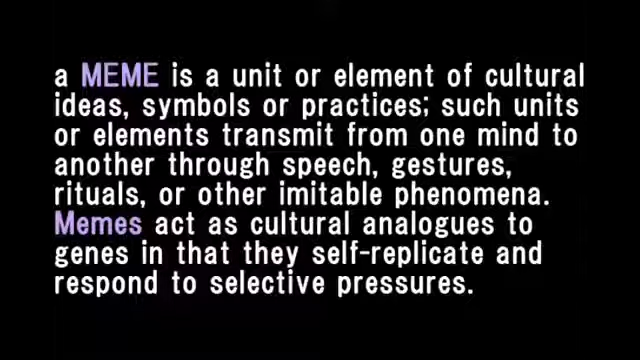 a MEME is a unit or element of cultural
ideas, symbols or practices; such units
or elements transmit from one mind to
another through speech, gestures,
rituals, or other imitable phenomena.
Memes act as cultural analogues to
genes in that they self-replicate and
respond to selective pressures.